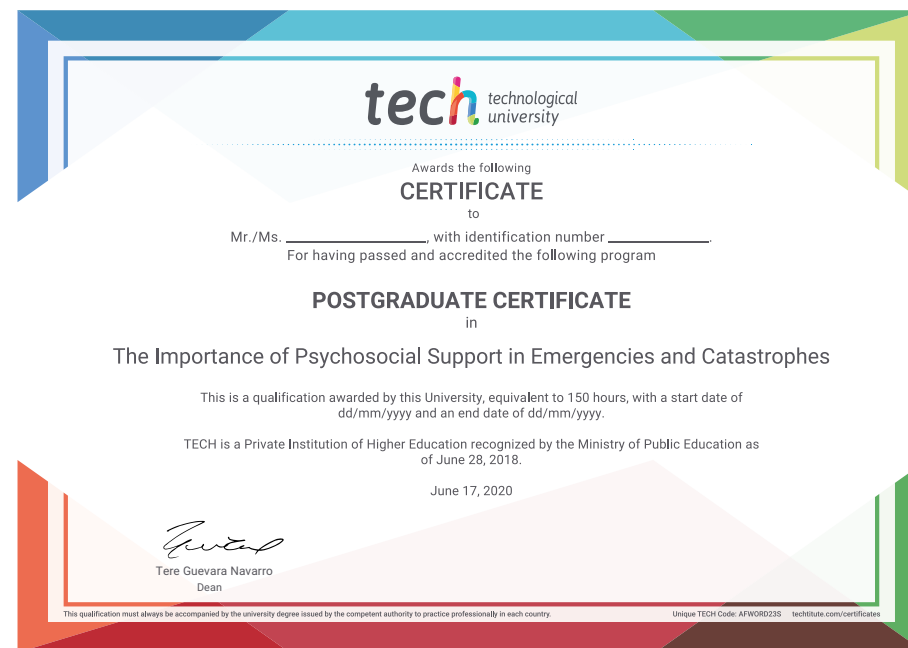 tech technological
university
Awards the following
CERTIFICATE
to
Mr./Ms. ____________, with identification number ____________.
For having passed and accredited the following program
POSTGRADUATE CERTIFICATE
in
The Importance of Psychosocial Support in Emergencies and Catastrophes
This is a qualification awarded by this University, equivalent to 150 hours, with a start date of
dd/mm/yyyy and an end date of dd/mm/yyyy.
TECH is a Private Institution of Higher Education recognized by the Ministry of Public Education as
of June 28, 2018.
June 17, 2020
Tere Guevara Navarro
Dean
This qualification must always be accompanied by the university degree issued by the competent authority to practice professionally in each country.
Unique TECH Code: AFWORD23S techtitute.com/certificates